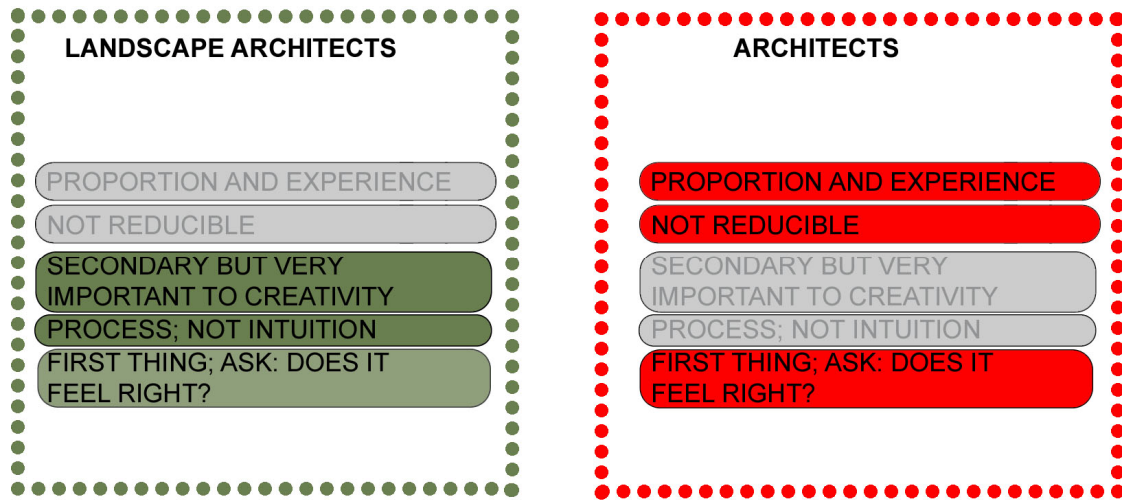 LANDSCAPE ARCHITECTS
PROPORTION AND EXPERIENCE
NOT REDUCIBLE
SECONDARY BUT VERY
IMPORTANT TO CREATIVITY
PROCESS; NOT INTUITION
FIRST THING; ASK: DOES IT
FEEL RIGHT?
ARCHITECTS
PROPORTION AND EXPERIENCE
NOT REDUCIBLE
SECONDARY BUT VERY
IMPORTANT TO CREATIVITY
PROCESS; NOT INTUITION
FIRST THING; ASK: DOES IT
FEEL RIGHT?